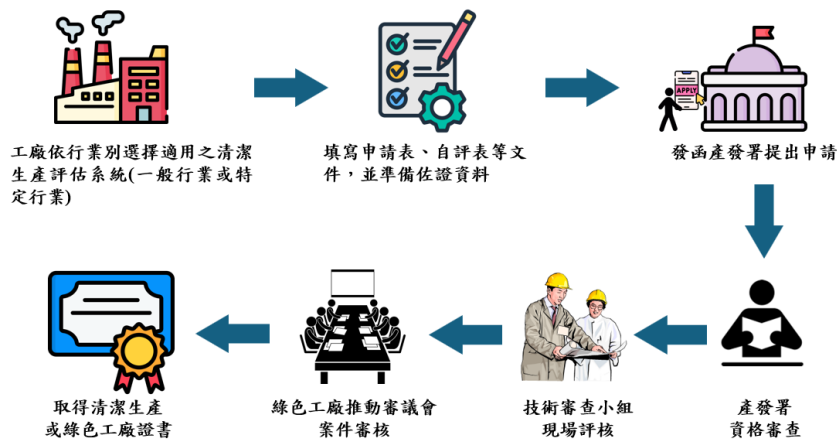 工廠依行業別選擇適用之清潔
生產評估系統(一般行業或特
定行業)
填寫申請表、自評表等文
件，並準備佐證資料
APPLY
發函產發署提出申請
產發署
資格審查
技術審查小組
現場評核
綠色工廠推動審議會
案件審核
取得清潔生產
或綠色工廠證書